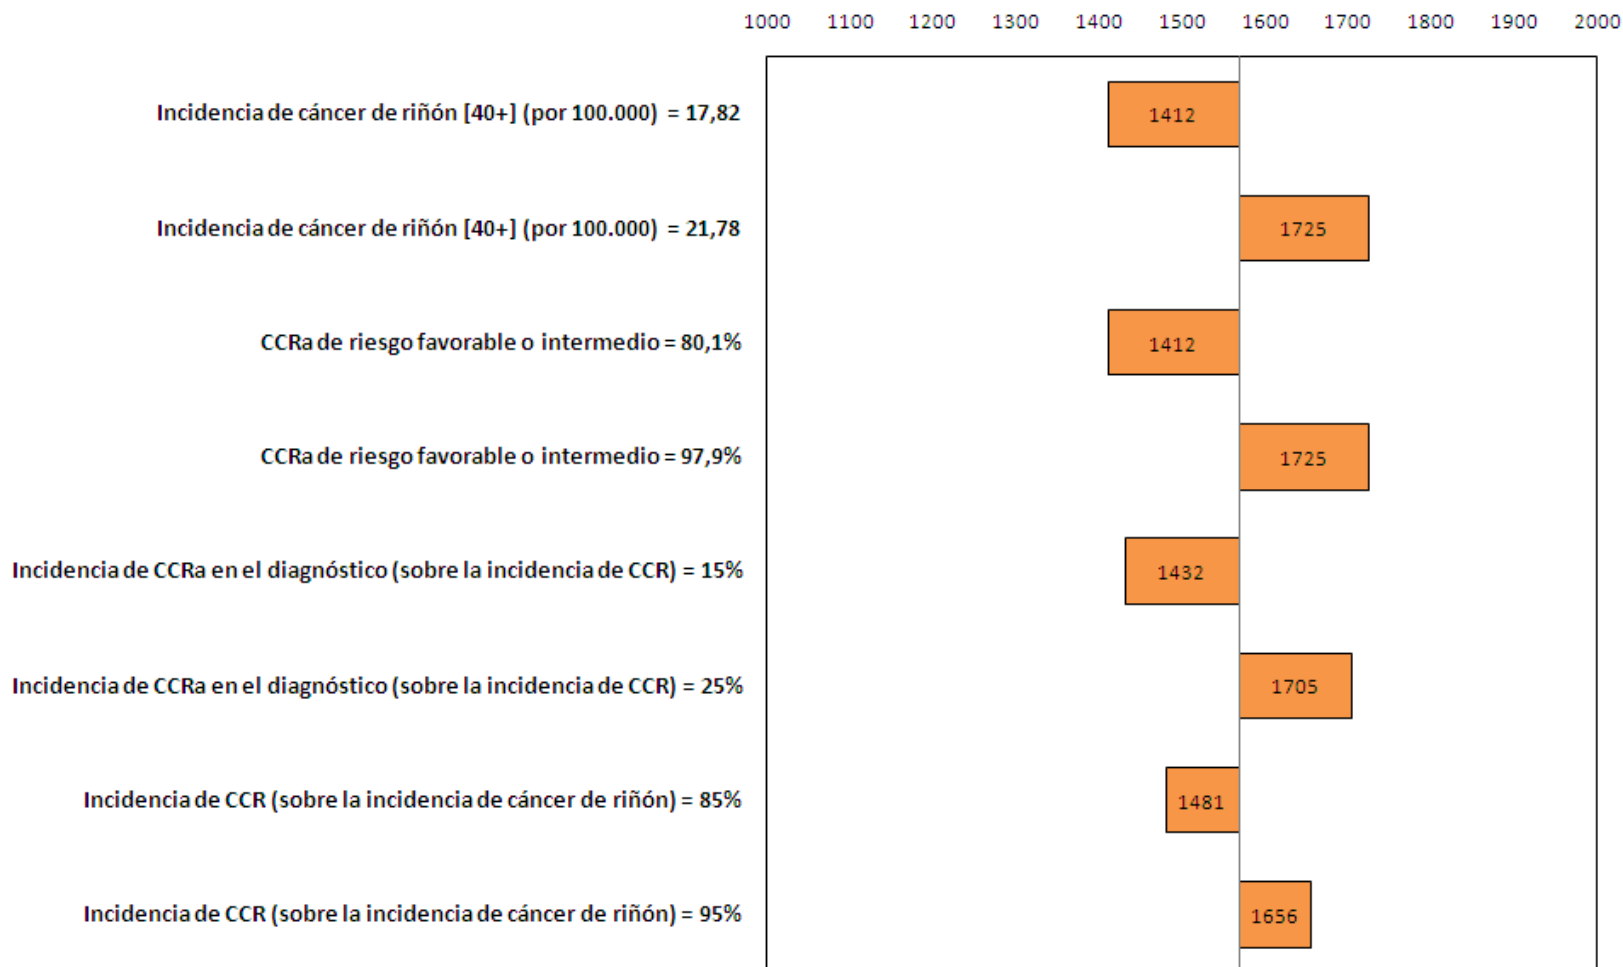 1000 1100 1200 1300 1400 1500 1600 1700 1800 1900 2000
Incidencia de cáncer de riñón [40+] (por 100.000) = 17,82
1412
Incidencia de cáncer de riñón [40+] (por 100.000) = 21,78
1725
CCRa de riesgo favorable o intermedio = 80,1%
1412
CCRa de riesgo favorable o intermedio = 97,9%
1725
Incidencia de CCRa en el diagnóstico (sobre la incidencia de CCR) = 15%
1432
Incidencia de CCRa en el diagnóstico (sobre la incidencia de CCR) = 25%
1705
Incidencia de CCR (sobre la incidencia de cáncer de riñón) = 85%
1481
Incidencia de CCR (sobre la incidencia de cáncer de riñón) = 95%
1656